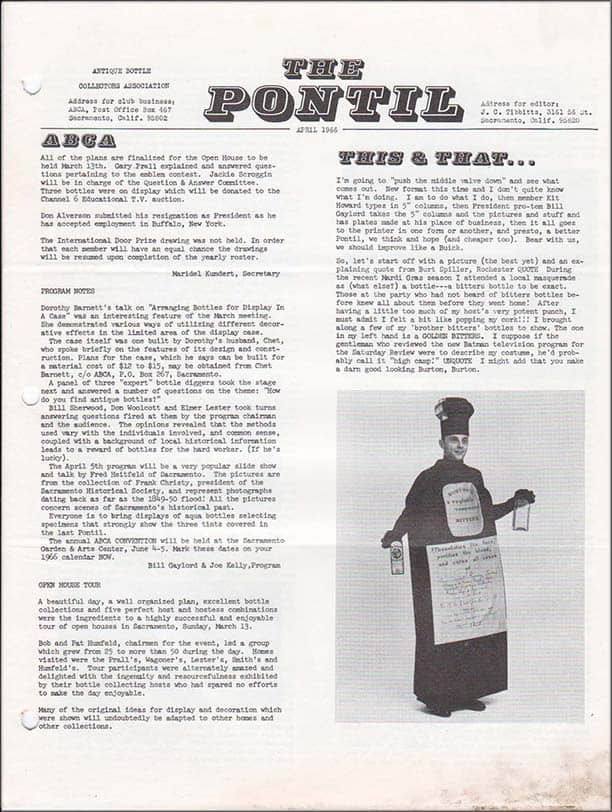 ANTIQUE BOTTLE
COLLECTORS ASSOCIATION
Address for club business;
ABCA, Post Office Box 467
Sacramento, Calif. 95802
THE
PONTIL
APRIL 1966
Address for editor;
J. C. Tibbitts, 3161 56 St.
Sacramento, Calif. 95820
ABCA
All of the plans are finalized for the Open House to be
held March 13th. Gary Prall explained and answered ques-
tions pertaining to the emblem contest. Jackie Scroggin
will be in charge of the Question & Answer Committee.
Three bottles were on display which will be donated to the
Channel 6 Educational T.V. auction.
Don Alverson submitted his resignation as President as he
has accepted employment in Buffalo, New York.
The International Door Prize drawing was not held. In order
that each member will have an equal chance the drawings
will be resumed upon completion of the yearly roster.
Maridel Kundert, Secretary
PROGRAM NOTES
Dorothy Barnett's talk on "Arranging Bottles for Display In
A Case" was an interesting feature of the March meeting.
She demonstrated various ways of utilizing different decor-
ative effects in the limited area of the display case.
The case itself was one built by Dorothy's husband, Chet,
who spoke briefly on the features of its design and const-
ruction. Plans for the case, which he says can be built for
a material cost of $12 to $15, may be obtained from Chet
Barnett, c/o ABCA, P.O. Box 267, Sacramento.
A panel of three "expert" bottle diggers took the stage
next and answered a number of questions on the theme: "How
do you find antique bottles?"
Bill Sherwood, Don Woolcott and Elmer Lester took turns
answering questions fired at them by the program chairman
and the audience. The opinions revealed that the methods
used vary with the individuals involved, and common sense,
coupled with a background of local historical information
leads to a reward of bottles for the hard worker. (If he's
lucky).
The April 5th program will be a very popular slide show
and talk by Fred Heitfeld of Sacramento. The pictures are
from the collection of Frank Christy, president of the
Sacramento Historical Society, and represent photographs
dating back as far as the 1849-50 flood! All the pictures
concern scenes of Sacramento's historical past.
Everyone is to bring displays of aqua bottles selecting
specimens that strongly show the three tints covered in
the last Pontil.
The annual ABCA CONVENTION will be held at the Sacramento
Garden & Arts Center, June 4-5. Mark these dates on your
1966 calendar NOW.
Bill Gaylord & Joe Kelly,Program
OPEN HOUSE TOUR
A beautiful day, a well organized plan, excellent bottle
collections and five perfect host and hostess combinations
were the ingredients to a highly successful and enjoyable
tour of open houses in Sacramento, Sunday, March 13.
Bob and Pat Humfeld, chairmen for the event, led a group
which grew from 25 to more than 50 during the day. Homes
visited were the Prall's, Wagoner's, Lester's, Smith's and
Humfeld's. Tour participants were alternately amazed and
delighted with the ingenuity and resourcefulness exhibited
by their bottle collecting hosts who had spared no efforts
to make the day enjoyable.
Many of the original ideas for display and decoration which
were shown will undoubtedly be adapted to other homes and
other collections.
THIS & THAT...
I'm going to "push the middle valve down" and see what
comes out. New format this time and I don't quite know
what I'm doing. I am to do what I do, then member Kit
Howard types in 5" columns, then President pro-tem Bill
Gaylord takes the 5" columns and the pictures and stuff and
has plates made at his place of business, then it all goes
to the printer in one form or another, and presto, a better
Pontil, we think and hope (and cheaper too). Bear with us,
we should improve like a Buick.
So, let's start off with a picture (the best yet) and an ex-
plaining quote from Burt Spiller, Rochester QUOTE During
the recent Mardi Gras season I attended a local masquerade
as (what else!) a bottle---a bitters bottle to be exact.
Those at the party who had not heard of bitters bottles be-
fore knew all about them before they went home! After
having a little too much of my host's very potent punch, I
must admit I felt a bit like popping my cork!!! I brought
along a few of my 'brother bitters' bottles to show. The one
in my left hand is a GOLDEN BITTERS. I suppose if the
gentleman who reviewed the new Batman television program for
the Saturday Review were to describe his costume, he'd prob-
ably call it "high camp." UNQUOTE. I might add that you make
a darn good looking Burton, Burton.
BITTERS
purifies the blood,
and cures all